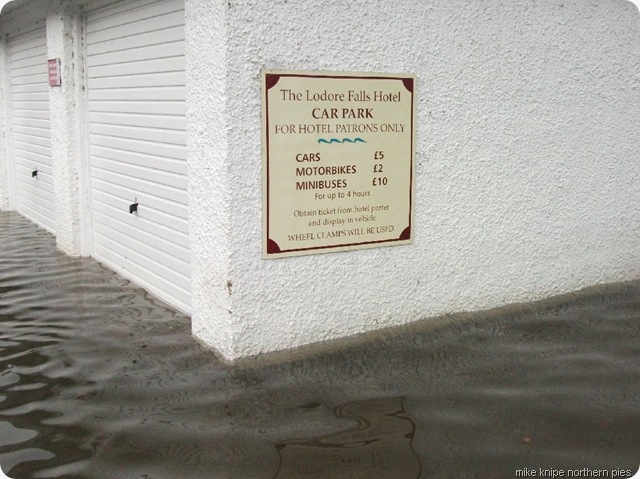 The Lodore Falls Hotel
CAR PARK
FOR HOTEL PATRONS ONLY
CARS £5
MOTORBIKES £2
MINIBUSES £10
For up to 4 hours
Obtain ticket from hotel porter
and display in vehicle
WHEEL CLAMPS WILL BE USED
mike knipe northern pies